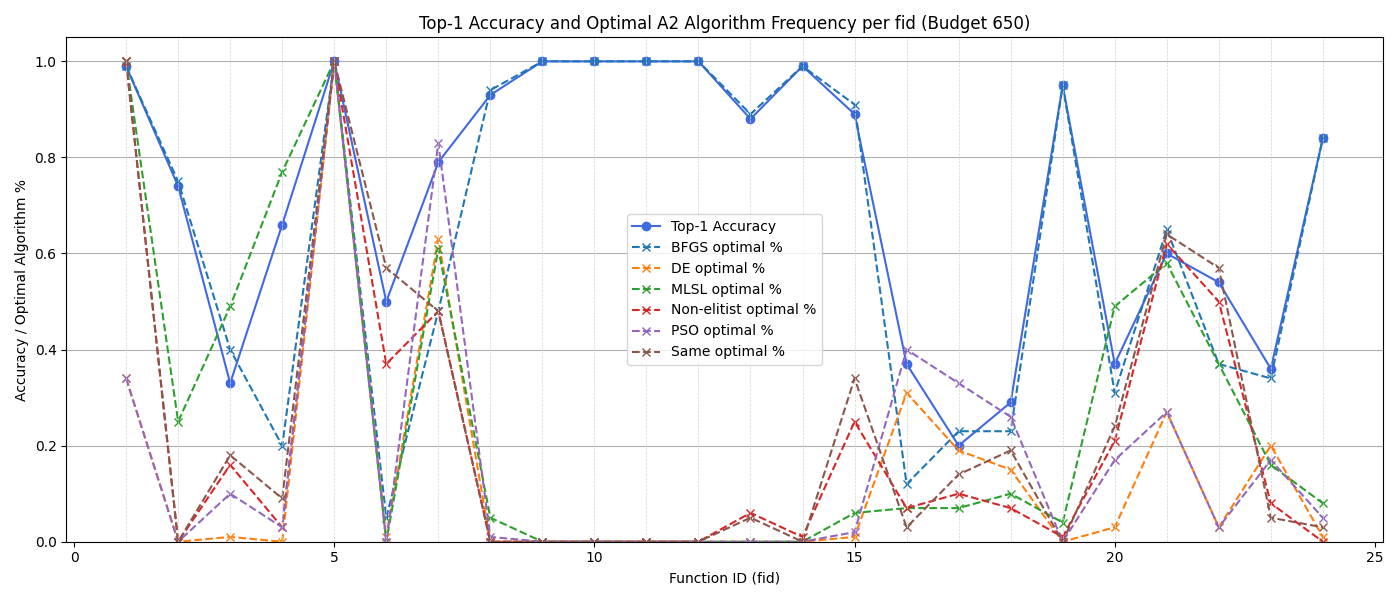 Top-1 Accuracy and Optimal A2 Algorithm Frequency per fid (Budget 650)
Accuracy / Optimal Algorithm %
1.0
0.8
0.6
0.4
0.2
0.0
Top-1 Accuracy
BFGS optimal %
DE optimal %
MLSL optimal %
Non-elitist optimal %
PSO optimal %
Same optimal %
0 5 10 15 20 25
Function ID (fid)